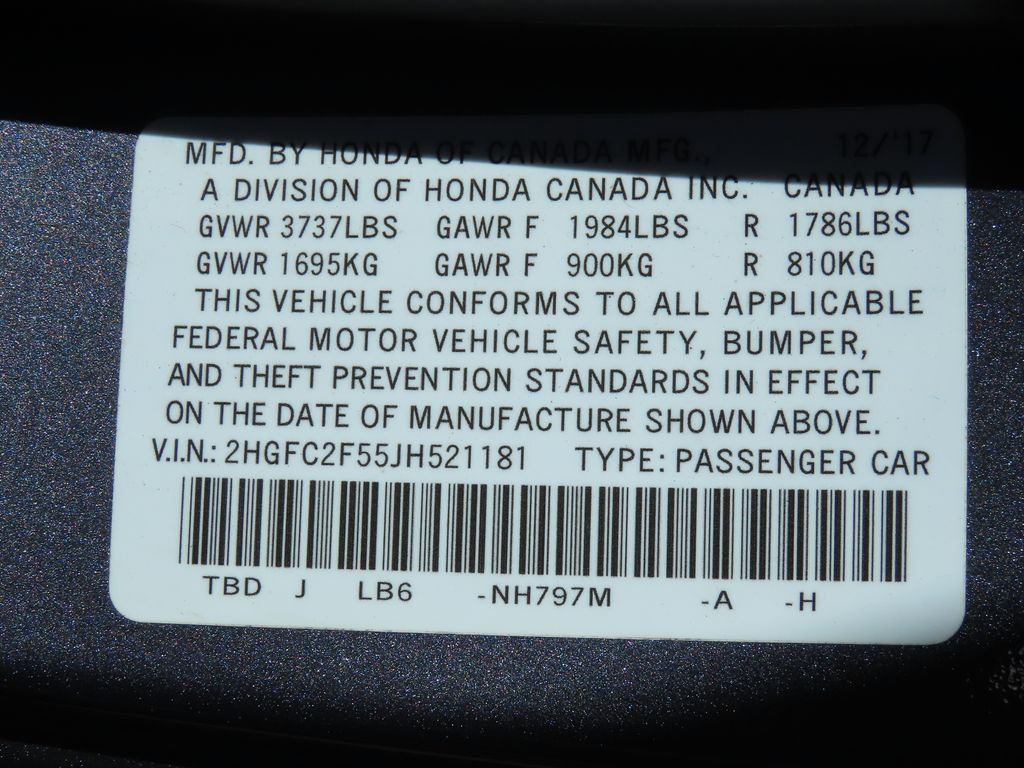 MFD. BY HONDA OF CANADA MFG., 12/'17
A DIVISION OF HONDA CANADA INC. CANADA
GVWR 3737LBS GAWR F 1984LBS R 1786LBS
GVWR 1695KG GAWR F 900KG R 810KG
THIS VEHICLE CONFORMS TO ALL APPLICABLE
FEDERAL MOTOR VEHICLE SAFETY, BUMPER,
AND THEFT PREVENTION STANDARDS IN EFFECT
ON THE DATE OF MANUFACTURE SHOWN ABOVE.
V.I.N.: 2HGFC2F55JH521181 TYPE: PASSENGER CAR
TBD J LB6 -NH797M -A -H